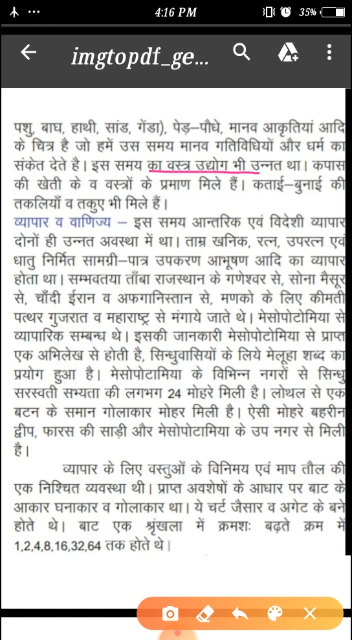 4:16 PM
35%
imgtopdf_ge...
पशु, बाघ, हाथी, सांड, गेंडा), पेड़-पौधे, मानव आकृतियां आदि
के चित्र है जो हमें उस समय मानव गतिविधियों और धर्म का
संकेत देते है। इस समय का वस्त्र उद्योग भी उन्नत था। कपास
की खेती के व वस्त्रों के प्रमाण मिले हैं। कताई-बुनाई की
तकलियाँ व तकुए भी मिले हैं।
व्यापार व वाणिज्य – इस समय आन्तरिक एवं विदेशी व्यापार
दोनों ही उन्नत अवस्था में था। ताम्र खनिक, रत्न, उपरत्न एवं
धातु निर्मित सामग्री-पात्र उपकरण आभूषण आदि का व्यापार
होता था। सम्भवतया ताँबा राजस्थान के गणेश्वर से, सोना मैसूर
से, चाँदी ईरान व अफगानिस्तान से, मणको के लिए कीमती
पत्थर गुजरात व महाराष्ट्र से मंगाये जाते थे। मेसोपोटोमिया से
व्यापारिक सम्बन्ध थे। इसकी जानकारी मेसोपोटामिया से प्राप्त
एक अभिलेख से होती है, सिन्धुवासियों के लिये मेलूहा शब्द का
प्रयोग हुआ है। मेसोपोटामिया के विभिन्न नगरों से सिन्धु
सरस्वती सभ्यता की लगभग 24 मोहरे मिली है। लोथल से एक
बटन के समान गोलाकार मोहर मिली है। ऐसी मोहरे बहरीन
द्वीप, फारस की साड़ी और मेसोपोटामिया के उप नगर से मिली
है।
व्यापार के लिए वस्तुओं के विनिमय एवं माप तौल की
एक निश्चित व्यवस्था थी। प्राप्त अवशेषों के आधार पर बाट के
आकार घनाकार व गोलाकार था। ये चर्ट जैसार व अगेट के बने
होते थे। बाट एक श्रृंखला में क्रमशः बढ़ते क्रम में
1,2,4,8,16,32,64 तक होते थे।